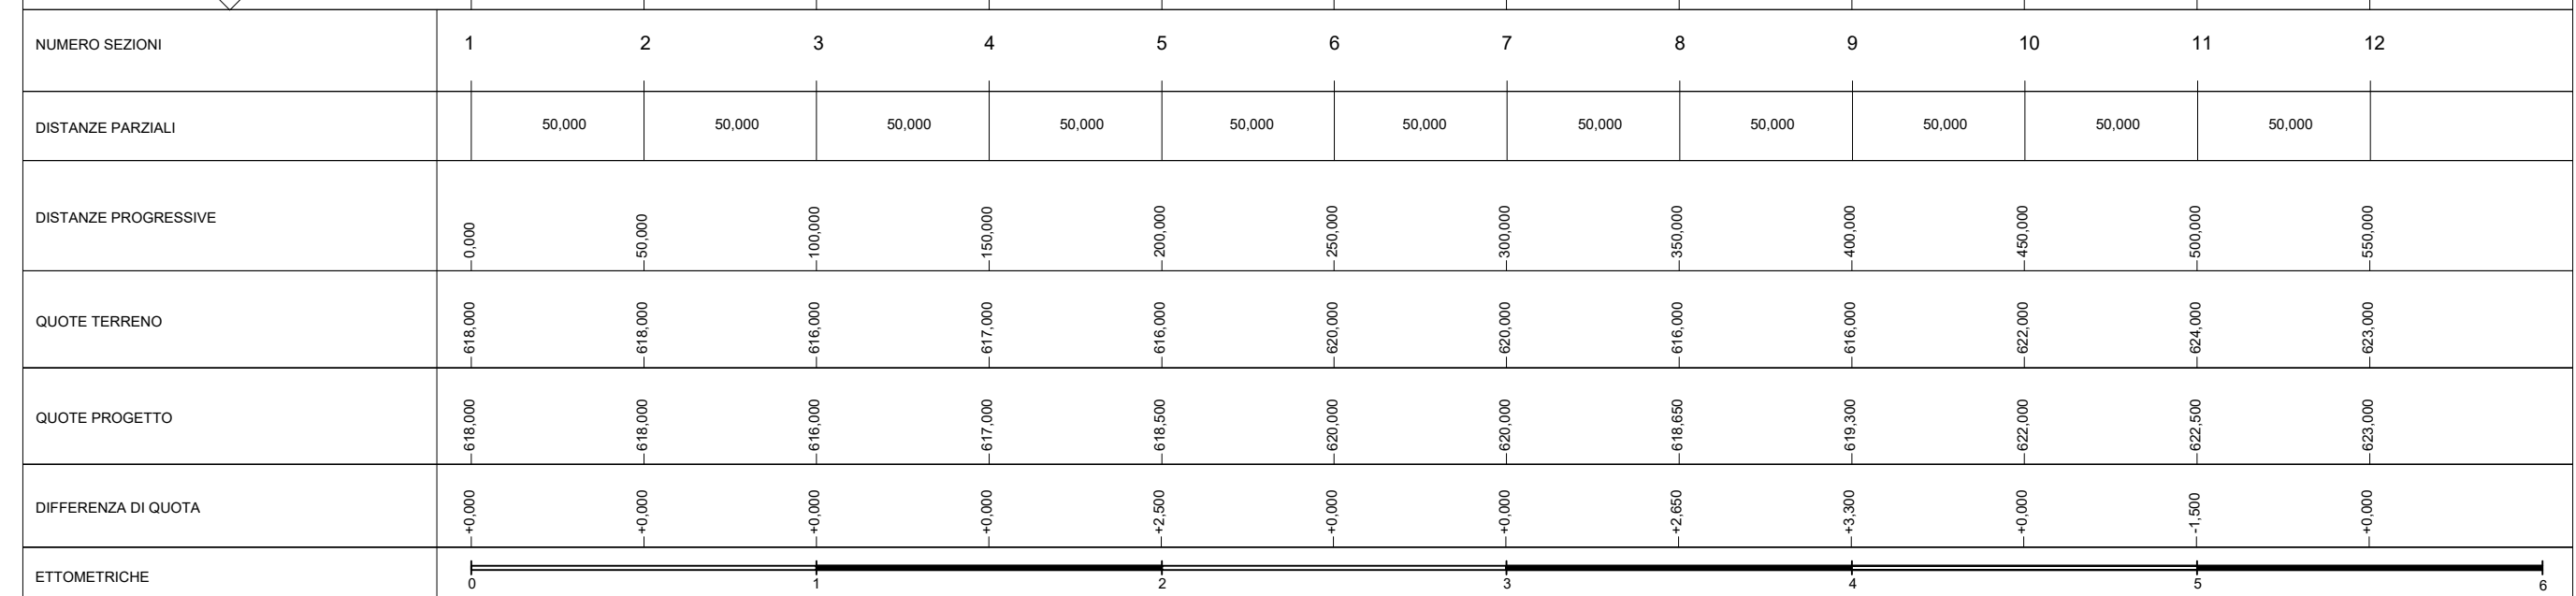 NUMERO SEZIONI 1 2 3 4 5 6 7 8 9 10 11 12
DISTANZE PARZIALI 50,000 50,000 50,000 50,000 50,000 50,000 50,000 50,000 50,000 50,000 50,000
DISTANZE PROGRESSIVE 0,000 50,000 100,000 150,000 200,000 250,000 300,000 350,000 400,000 450,000 500,000 550,000
QUOTE TERRENO 618,000 618,000 616,000 617,000 616,000 620,000 620,000 616,000 616,000 622,000 624,000 623,000
QUOTE PROGETTO 618,000 618,000 616,000 617,000 618,500 620,000 620,000 618,650 619,300 622,000 622,500 623,000
DIFFERENZA DI QUOTA +0,000 +0,000 +0,000 +0,000 +2,500 +0,000 +0,000 +2,650 +3,300 +0,000 -1,500 +0,000
ETTOMETRICHE 0 1 2 3 4 5 6